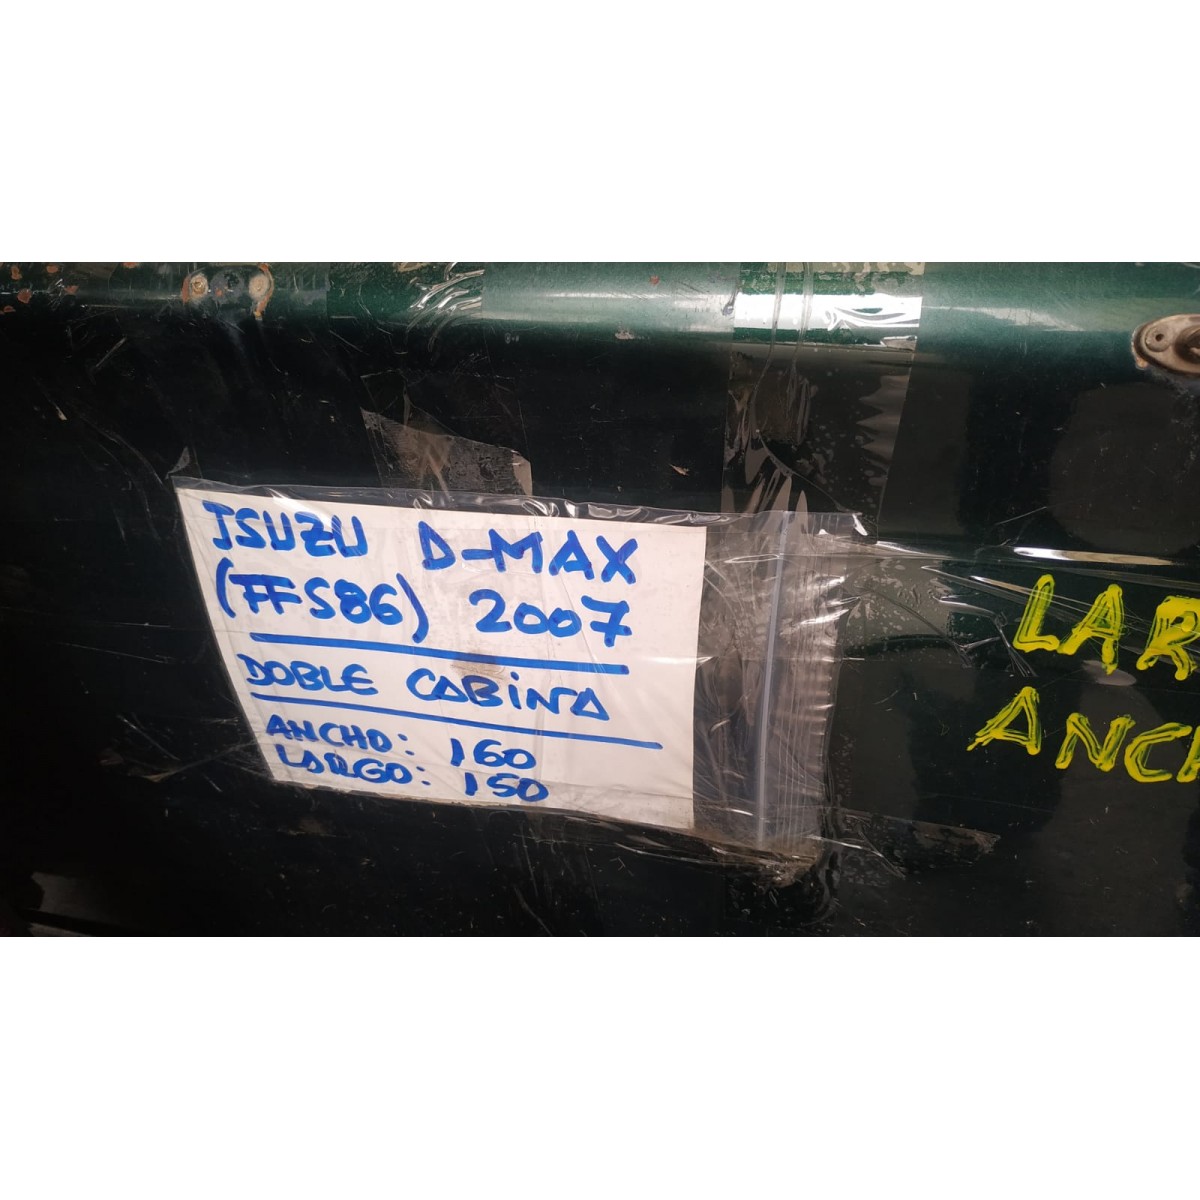 ISUZU D-MAX
(TFS86) 2007
DOBLE CABINA
ANCHO: 160
LARGO: 150
LAR
ANCH